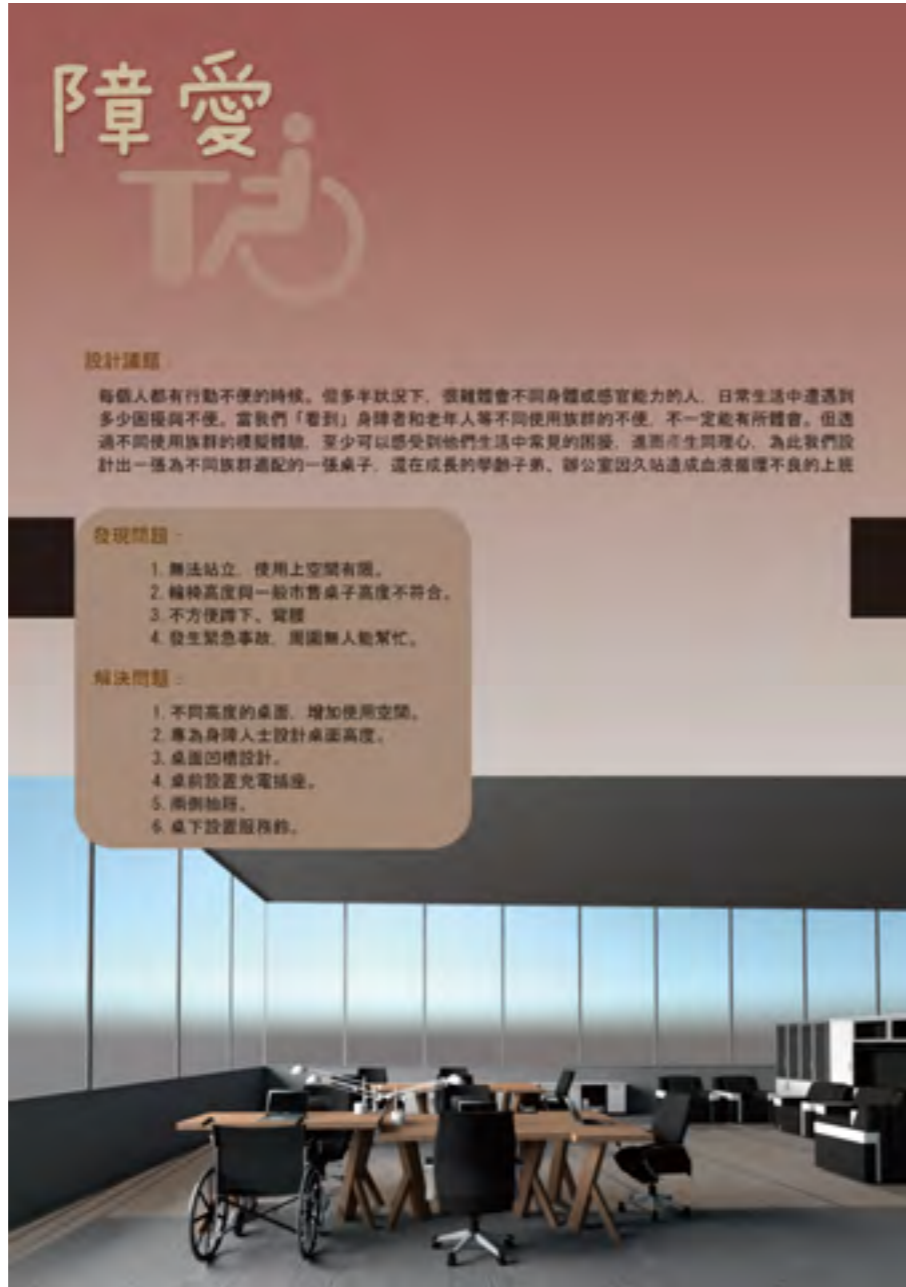 障愛
設計議題：
每個人都有行動不便的時候。但多半狀況下，很難體會不同身體或感官能力的人，日常生活中遭遇到
多少困擾與不便。當我們「看到」身障者和老年人等不同使用族群的不便，不一定能有所體會。但透
過不同使用族群的模擬體驗，至少可以感受到他們生活中常見的困擾，進而產生同理心，為此我們設
計出一張為不同族群適配的一張桌子，還在成長的學齡子弟、辦公室因久站造成血液循環不良的上班
發現問題：
1. 無法站立，使用上空間有限。
2. 輪椅高度與一般市售桌子高度不符合。
3. 不方便蹲下、彎腰
4. 發生緊急事故，周圍無人能幫忙。
解決問題：
1. 不同高度的桌面，增加使用空間。
2. 專為身障人士設計桌面高度。
3. 桌面凹槽設計。
4. 桌前設置充電插座。
5. 兩側抽屜。
6. 桌下設置服務鈴。